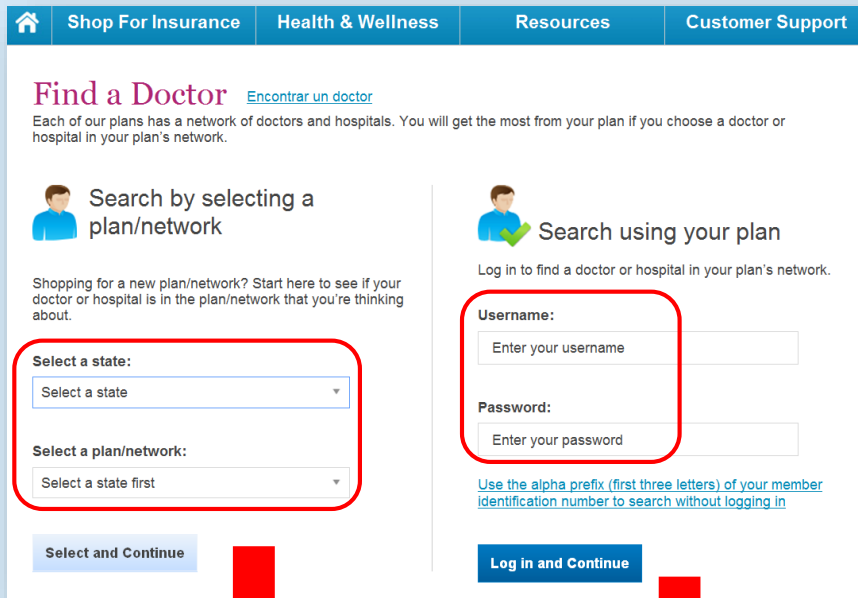 Shop For Insurance
Health & Wellness
Resources
Customer Support
Find a Doctor
Encontrar un doctor
Each of our plans has a network of doctors and hospitals. You will get the most from your plan if you choose a doctor or
hospital in your plan's network.
Search by selecting a
plan/network
Shopping for a new plan/network? Start here to see if your
doctor or hospital is in the plan/network that you're thinking
about.
Select a state:
Select a state
Select a plan/network:
Select a state first
Select and Continue
Search using your plan
Log in to find a doctor or hospital in your plan's network.
Username:
Enter your username
Password:
Enter your password
Use the alpha prefix (first three letters) of your member
identification number to search without logging in
Log in and Continue